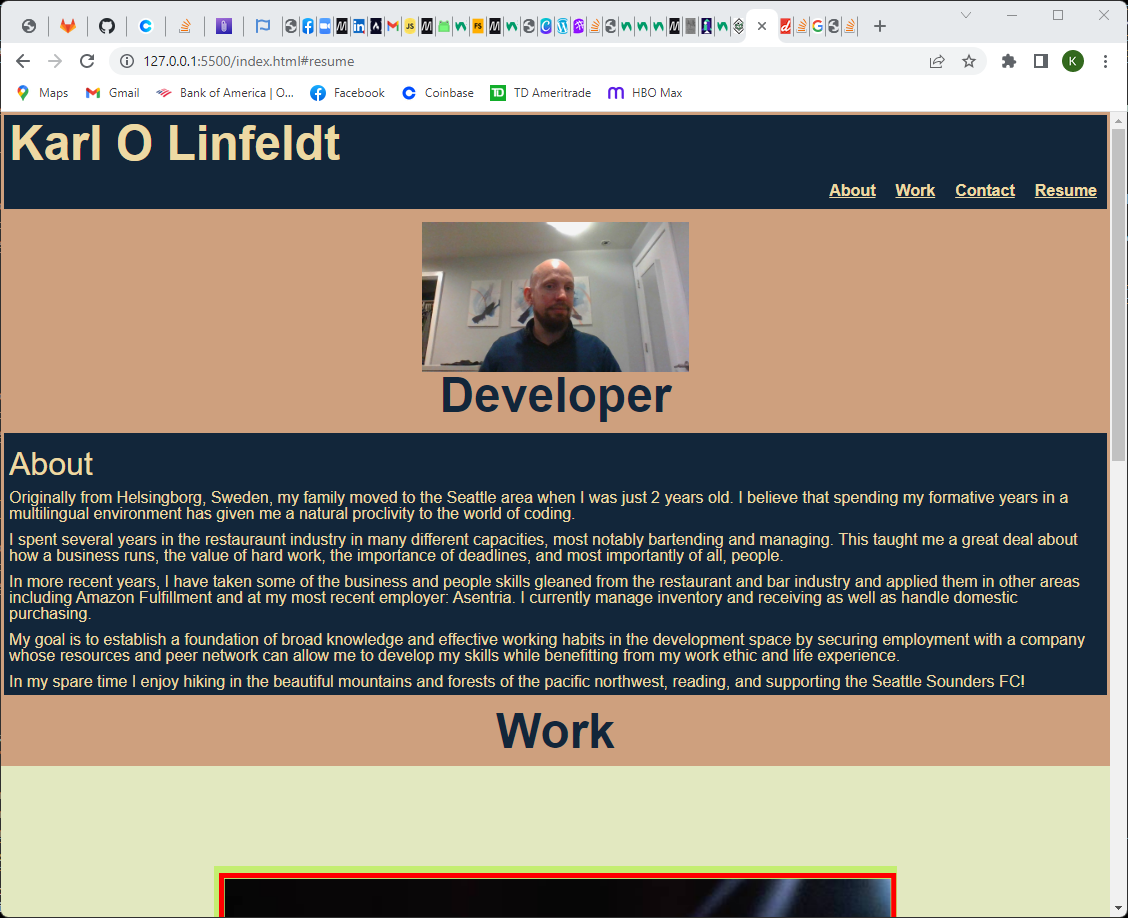 127.0.0.1:5500/index.html#resume
K
Maps Gmail Bank of America | O... Facebook Coinbase TD Ameritrade HBO Max
Karl O Linfeldt
About Work Contact Resume
Developer
About
Originally from Helsingborg, Sweden, my family moved to the Seattle area when I was just 2 years old. I believe that spending my formative years in a
multilingual environment has given me a natural proclivity to the world of coding.
I spent several years in the restauraunt industry in many different capacities, most notably bartending and managing. This taught me a great deal about
how a business runs, the value of hard work, the importance of deadlines, and most importantly of all, people.
In more recent years, I have taken some of the business and people skills gleaned from the restaurant and bar industry and applied them in other areas
including Amazon Fulfillment and at my most recent employer: Asentria. I currently manage inventory and receiving as well as handle domestic
purchasing.
My goal is to establish a foundation of broad knowledge and effective working habits in the development space by securing employment with a company
whose resources and peer network can allow me to develop my skills while benefitting from my work ethic and life experience.
In my spare time I enjoy hiking in the beautiful mountains and forests of the pacific northwest, reading, and supporting the Seattle Sounders FC!
Work